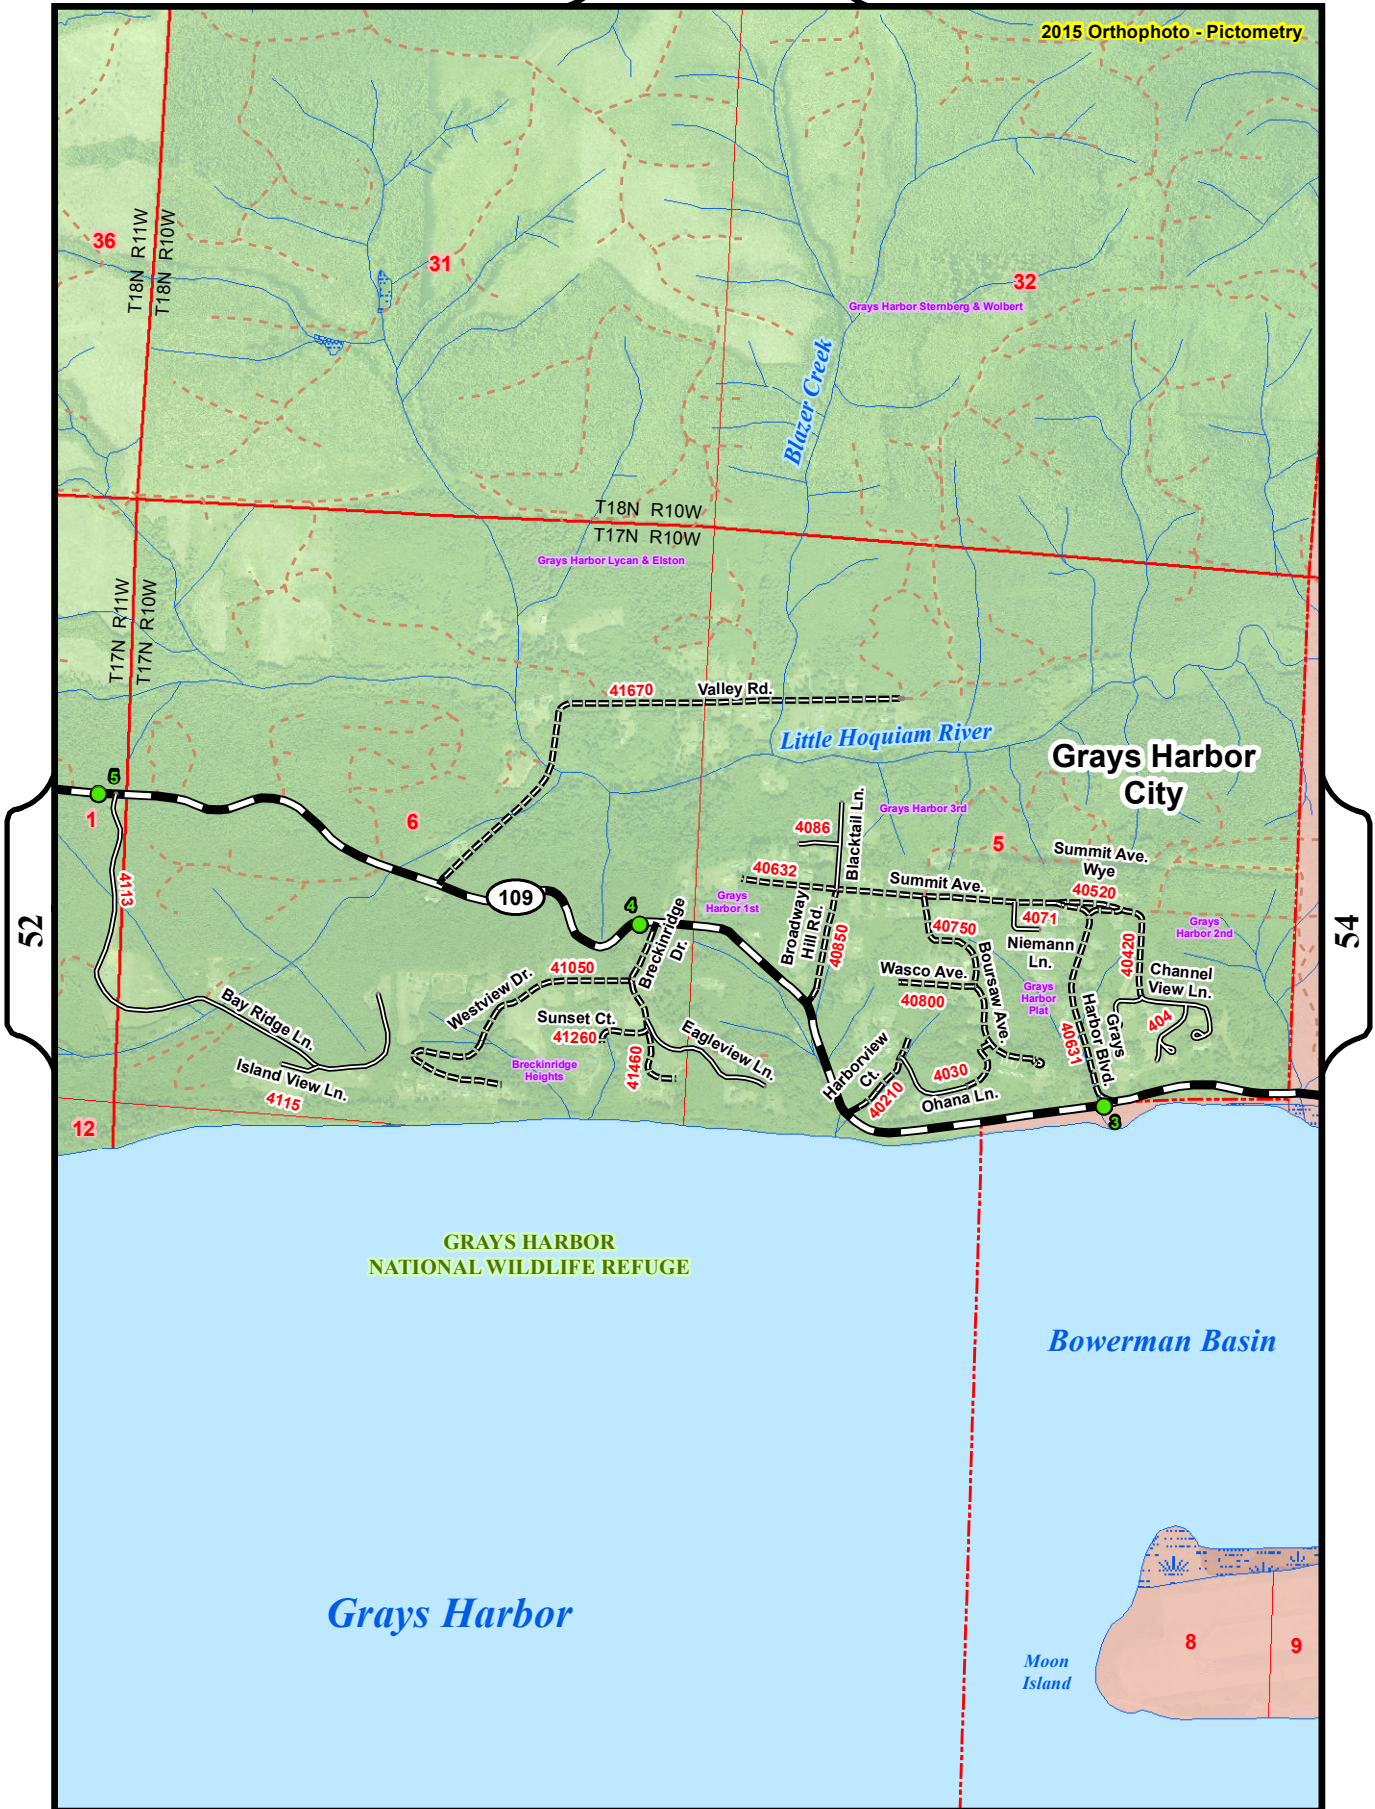 2015 Orthophoto - Pictometry
36
T18N R11W
T18N R10W
31
32
Grays Harbor Sternberg & Wolbert
Blazer Creek
T18N R10W
T17N R10W
Grays Harbor Lycan & Elston
T17N R11W
T17N R10W
41670
Valley Rd.
Little Hoquiam River
Grays Harbor
City
5
1
6
4113
109
4
4086
Blacktail Ln.
Grays Harbor 3rd
5
40632
Summit Ave.
Summit Ave.
Wye
40520
Grays
Harbor 1st
Broadway
Hill Rd.
40850
40750
4071
Niemann
Ln.
40420
Grays
Harbor 2nd
52
54
Breckinridge
Dr.
41050
Westview Dr.
Wasco Ave.
40800
Boursaw Ave.
Grays
Harbor
Plat
Channel
View Ln.
404
Bay Ridge Ln.
Sunset Ct.
41260
41460
Eagleview Ln.
Harborview
Ct.
40210
4030
Ohana Ln.
40631
Grays
Harbor Blvd.
Island View Ln.
4115
Breckinridge
Heights
12
3
GRAYS HARBOR
NATIONAL WILDLIFE REFUGE
Bowerman Basin
Grays Harbor
Moon
Island
8
9